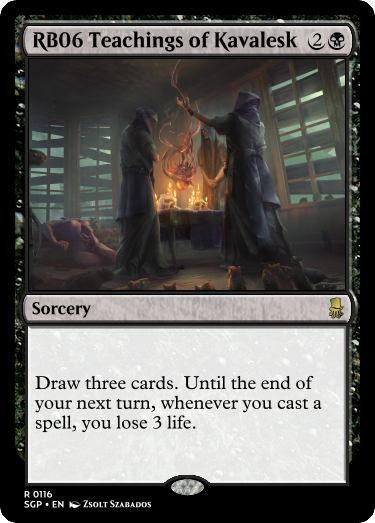 RB06 Teachings of Kavalesk 2
Sorcery
Draw three cards. Until the end of
your next turn, whenever you cast a
spell, you lose 3 life.
R 0116
SGP • EN Zsolt Szabados